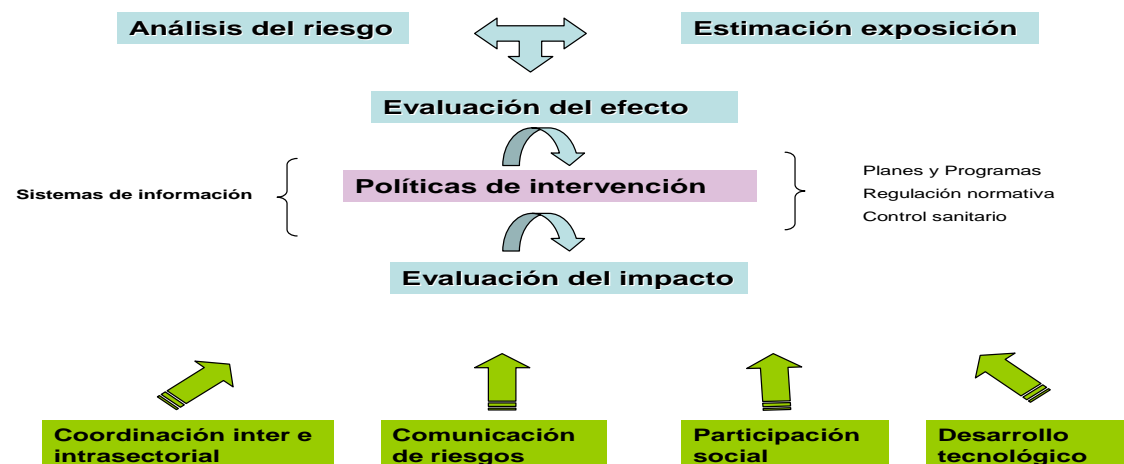 Análisis del riesgo
Estimación exposición
Evaluación del efecto
Sistemas de información
Políticas de intervención
Planes y Programas
Regulación normativa
Control sanitario
Evaluación del impacto
Coordinación inter e
intrasectorial
Comunicación
de riesgos
Participación
social
Desarrollo
tecnológico